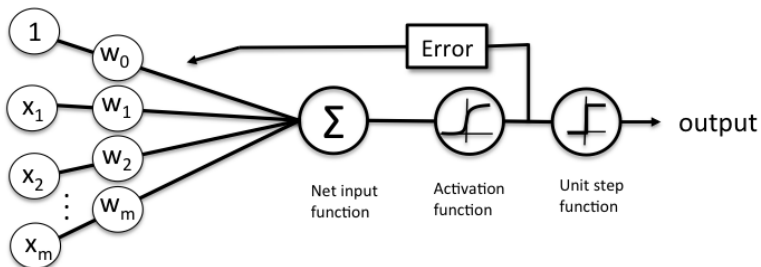 1
w0
Error
x1
w1
Σ
output
x2
w2
⋮
wm
xm
Net input
function
Activation
function
Unit step
function